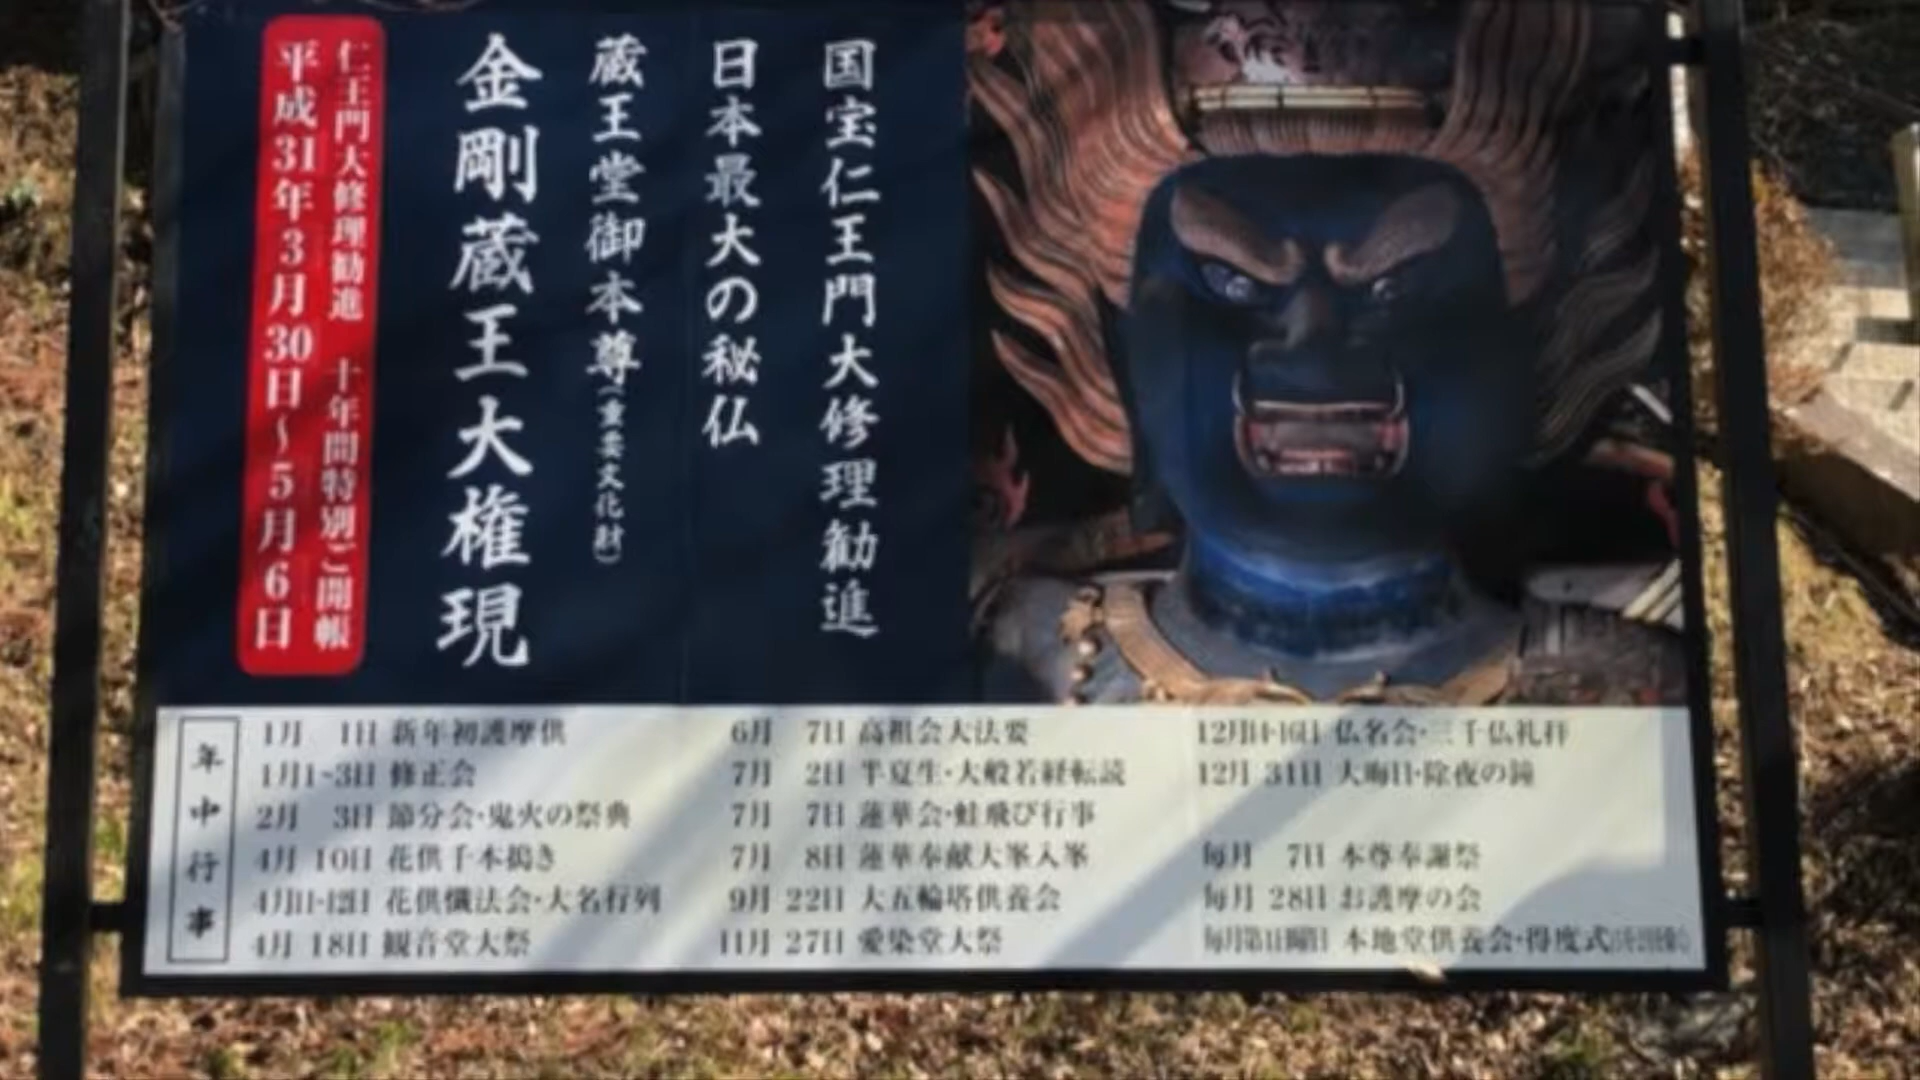 国宝仁王門大修理勧進
日本最大の秘仏
蔵王堂御本尊(重要文化財)
金剛蔵王大権現
仁王門大修理勧進 十年間特別ご開帳
平成31年3月30日~5月6日
年中行事
1月 1日 新年初護摩供
1月1~3日 修正会
2月 3日 節分会・鬼火の祭典
4月 10日 花供千本搗き
4月11-12日 花供懺法会・大名行列
4月 18日 観音堂大祭
6月 7日 高祖会大法要
7月 2日 半夏生・大般若経転読
7月 7日 蓮華会・蛙飛び行事
7月 8日 蓮華奉献大峯入峯
9月 22日 大五輪塔供養会
11月 27日 愛染堂大祭
12月14-16日 仏名会・三千仏礼拝
12月 31日 大晦日・除夜の鐘
毎月 7日 本尊奉謝祭
毎月 28日 お護摩の会
毎月第1日曜日 本地堂供養会・得度式